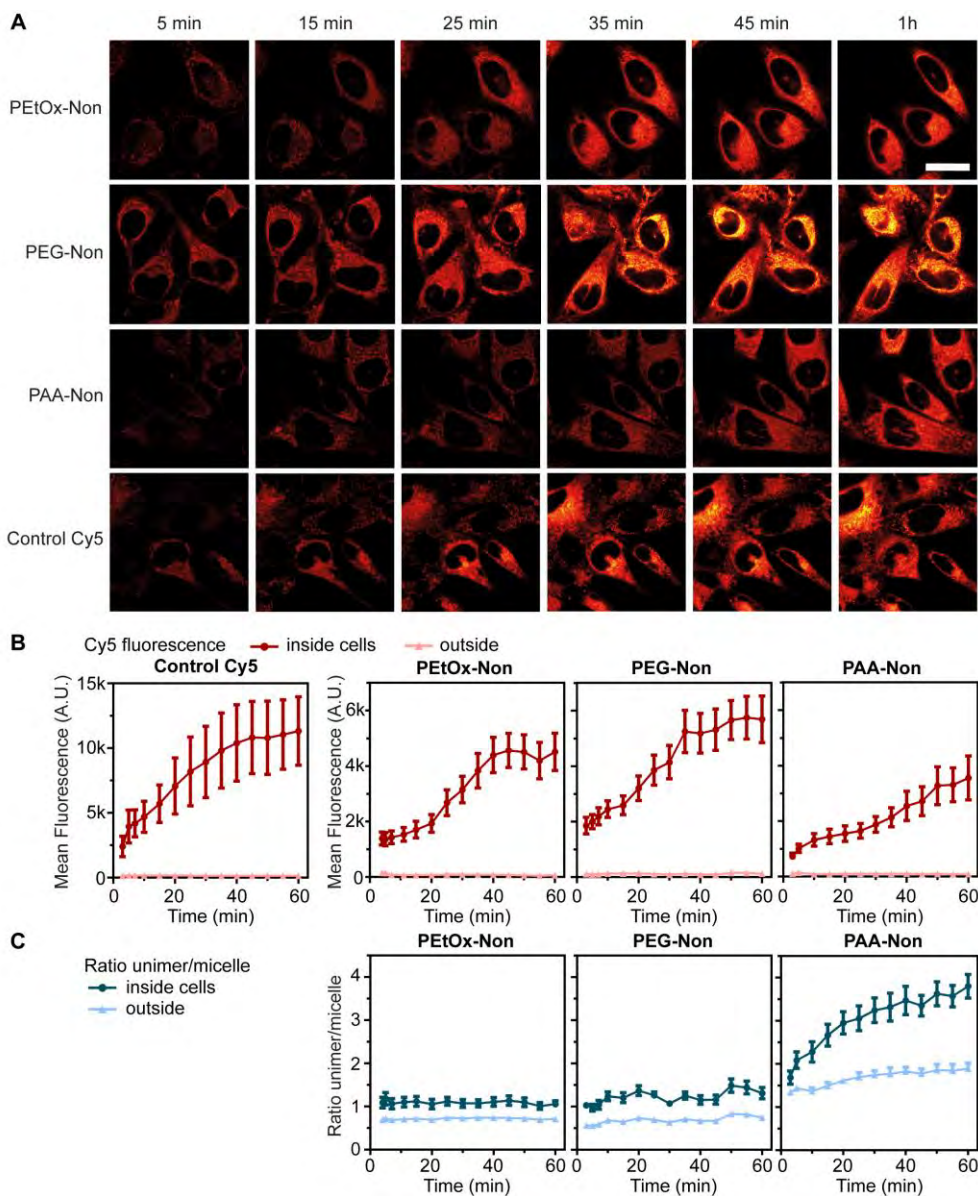 A
5 min 15 min 25 min 35 min 45 min 1h
PEtOx-Non
PEG-Non
PAA-Non
Control Cy5
B
Cy5 fluorescence inside cells outside
Control Cy5 PEtOx-Non PEG-Non PAA-Non
Mean Fluorescence (A.U.)
15k
10k
5k
0
0 20 40 60
Time (min)
6k
4k
2k
0
0 20 40 60
Time (min)
0 20 40 60
Time (min)
0 20 40 60
Time (min)
C
PEtOx-Non PEG-Non PAA-Non
Ratio unimer/micelle
inside cells
outside
Ratio unimer/micelle
4
3
2
1
0
0 20 40 60
Time (min)
0 20 40 60
Time (min)
0 20 40 60
Time (min)